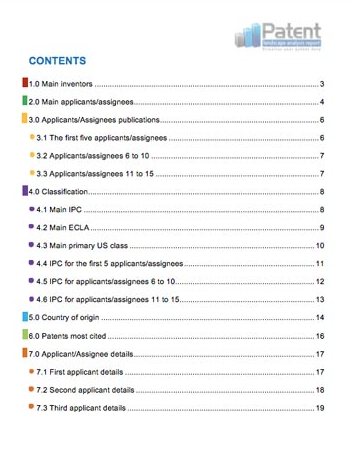 Patent
landscape analysis report
CONTENTS
1.0 Main inventors ........ 3
2.0 Main applicants/assignees........ 4
3.0 Applicants/Assignees publications........ 6
3.1 The first five applicants/assignees ........ 6
3.2 Applicants/assignees 6 to 10 ........ 7
3.3 Applicants/assignees 11 to 15 ........ 7
4.0 Classification........ 8
4.1 Main IPC ........ 8
4.2 Main ECLA ........ 9
4.3 Main primary US class ........ 10
4.4 IPC for the first 5 applicants/assignees........ 11
4.5 IPC for applicants/assignees 6 to 10........ 12
4.6 IPC for applicants/assignees 11 to 15........ 13
5.0 Country of origin ........ 14
6.0 Patents most cited ........ 16
7.0 Applicant/Assignee details........ 17
7.1 First applicant details ........ 17
7.2 Second applicant details ........ 18
7.3 Third applicant details ........ 19